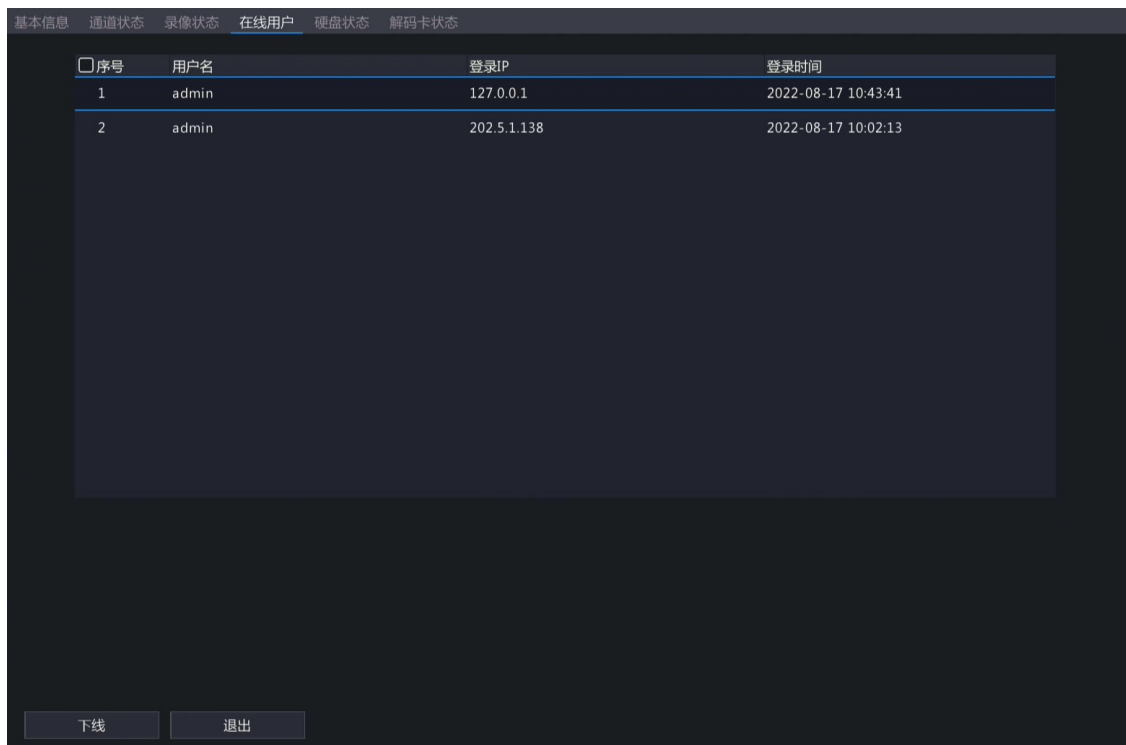 基本信息 通道状态 录像状态 在线用户 硬盘状态 解码卡状态
序号 用户名 登录IP 登录时间
1 admin 127.0.0.1 2022-08-17 10:43:41
2 admin 202.5.1.138 2022-08-17 10:02:13
下线 退出